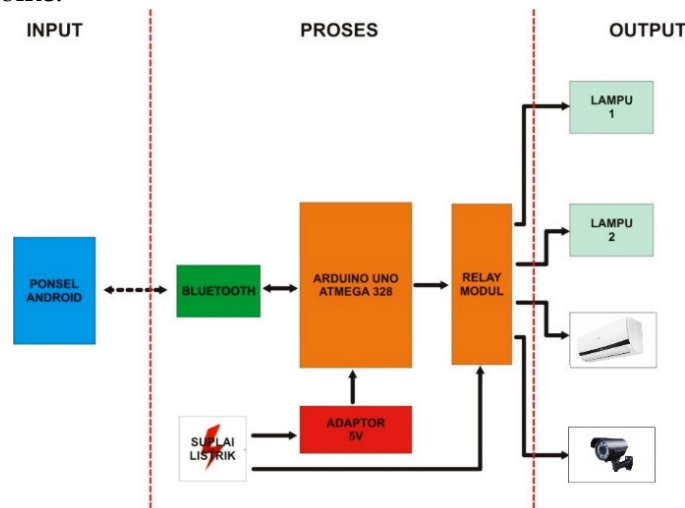 INPUT
PROSES
OUTPUT
LAMPU
1
LAMPU
2
PONSEL
ANDROID
BLUETOOTH
ARDUINO UNO
ATMEGA 328
RELAY
MODUL
SUPLAI
LISTRIK
ADAPTOR
5V